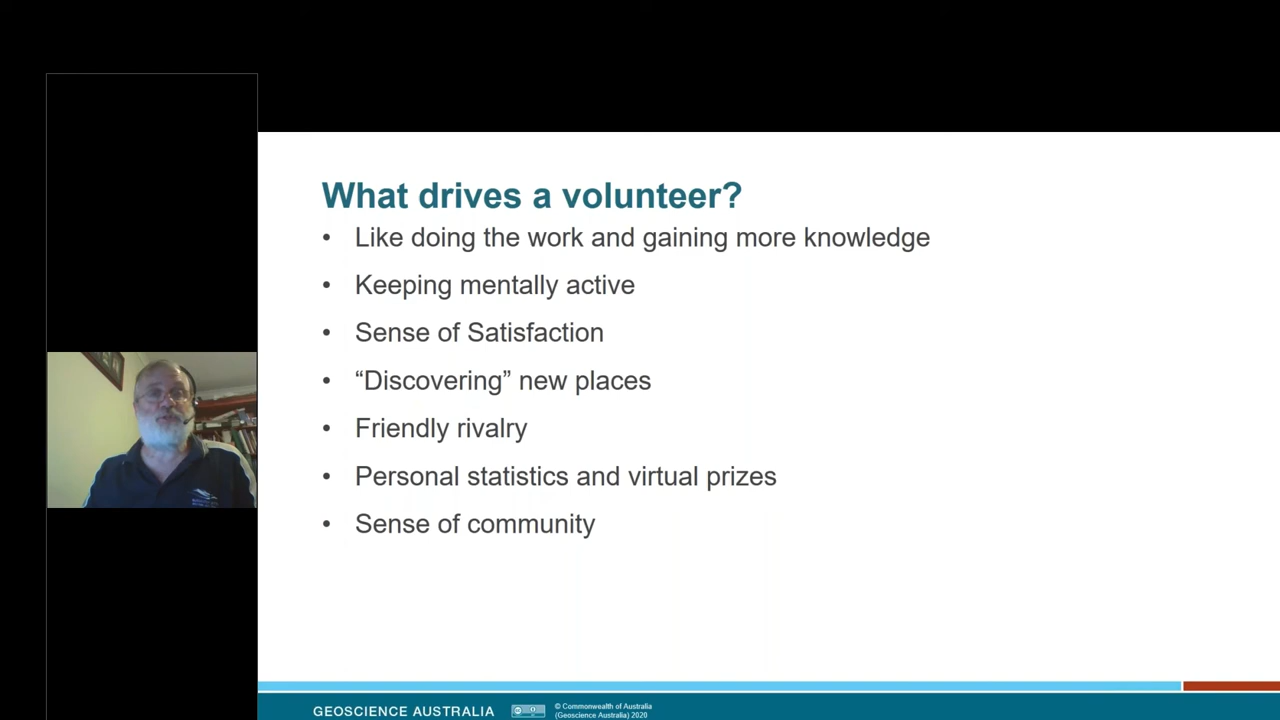 What drives a volunteer?
• Like doing the work and gaining more knowledge
• Keeping mentally active
• Sense of Satisfaction
• “Discovering” new places
• Friendly rivalry
• Personal statistics and virtual prizes
• Sense of community
GEOSCIENCE AUSTRALIA
© Commonwealth of Australia
(Geoscience Australia) 2020